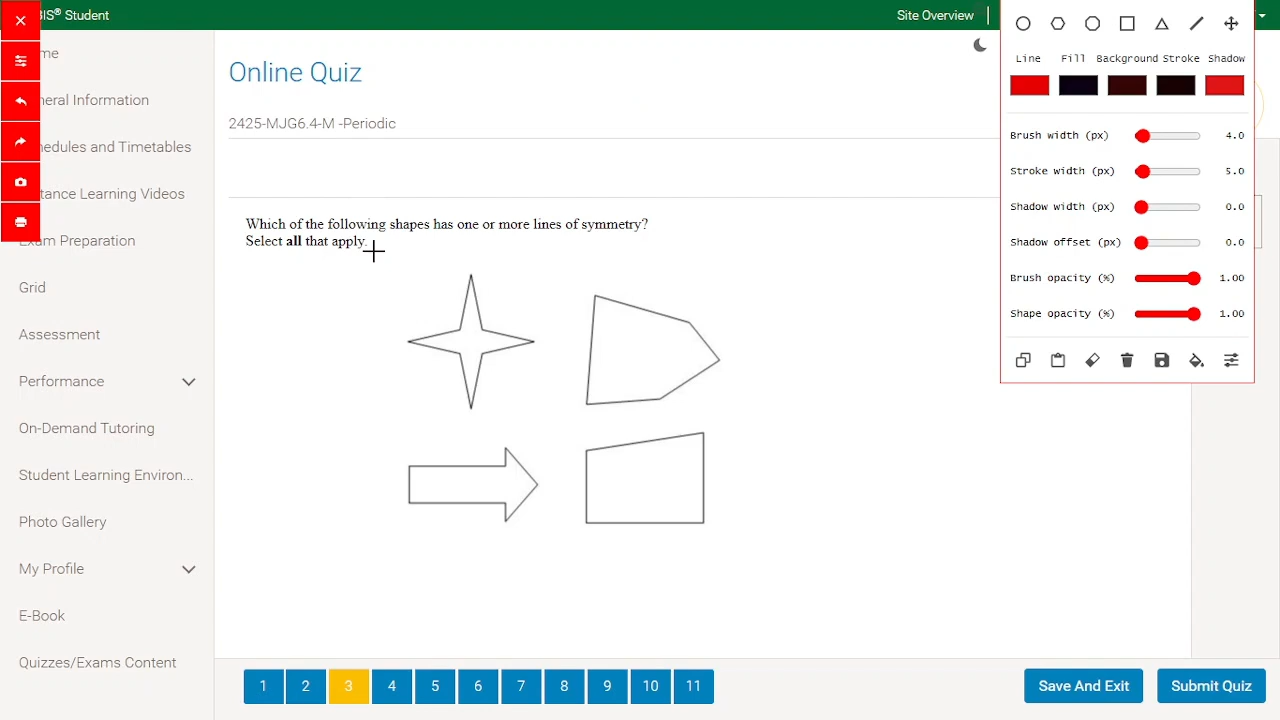 BIS® Student
Site Overview
me
neral Information
hedules and Timetables
tance Learning Videos
Exam Preparation
Grid
Assessment
Performance
On-Demand Tutoring
Student Learning Environ...
Photo Gallery
My Profile
E-Book
Quizzes/Exams Content
Online Quiz
2425-MJG6.4-M -Periodic
Which of the following shapes has one or more lines of symmetry?
Select all that apply.
1 2 3 4 5 6 7 8 9 10 11
Save And Exit
Submit Quiz
Line Fill Background Stroke Shadow
Brush width (px) 4.0
Stroke width (px) 5.0
Shadow width (px) 0.0
Shadow offset (px) 0.0
Brush opacity (%) 1.00
Shape opacity (%) 1.00